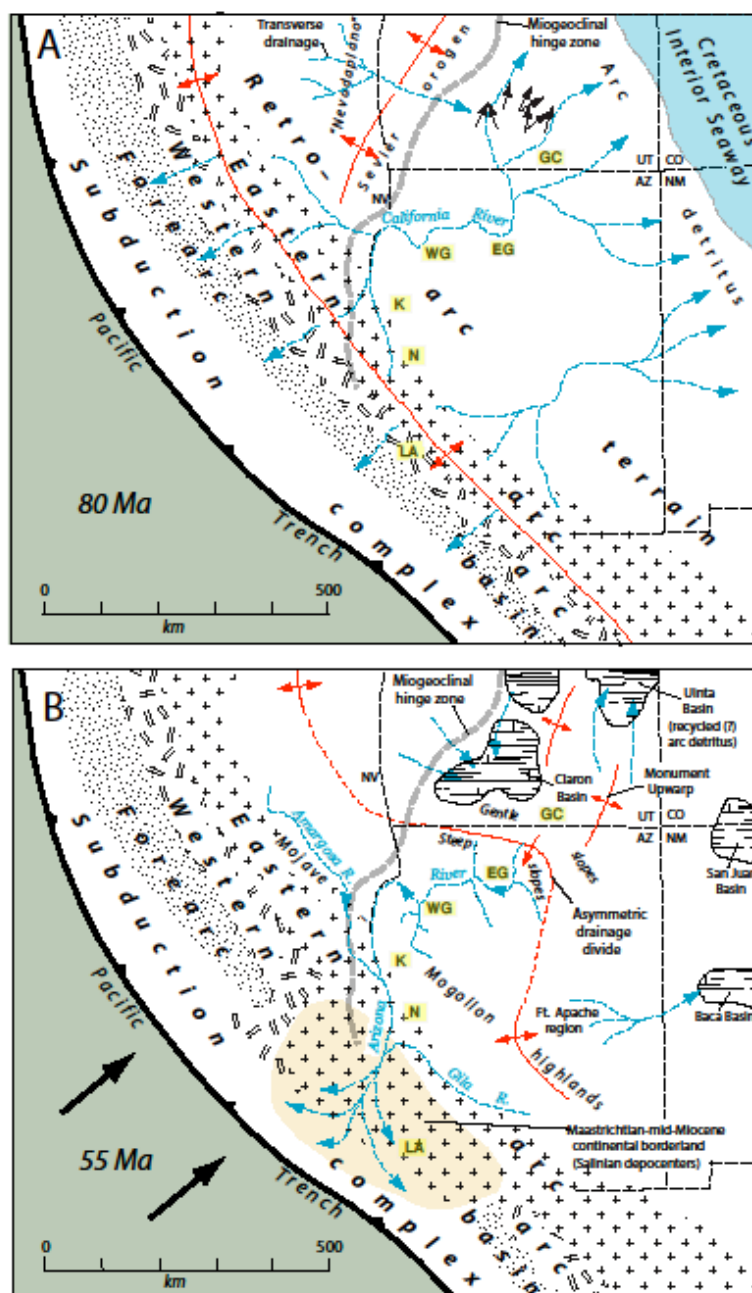 A
Transverse
drainage
"Nevadaplano"
Sevier orogen
Miogeoclinal
hinge zone
Cretaceous
Interior Seaway
Arc
detritus
GC
UT CO
AZ NM
NV
California River
WG
EG
K
N
LA
Retro-
arc
terrain
Eastern
arc
Western
arc
Forearc
basin
Subduction
complex
Pacific
Trench
80 Ma
0
500
km
B
Miogeoclinal
hinge zone
Uinta
Basin
(recycled (?)
arc detritus)
Claron
Basin
Monument
Upwarp
NV
Gentle
slopes
GC
UT CO
AZ NM
Steep
slopes
San Juan
Basin
Amargosa R.
Mojave
River
EG
WG
Asymmetric
drainage
divide
K
N
Mogollon
highlands
Ft. Apache
region
Baca Basin
Arizona
Gila R.
Maastrichtian-mid-Miocene
continental borderland
(Salinian depocenters)
LA
Eastern
arc
Western
arc
Forearc
basin
Subduction
complex
Pacific
Trench
55 Ma
0
500
km